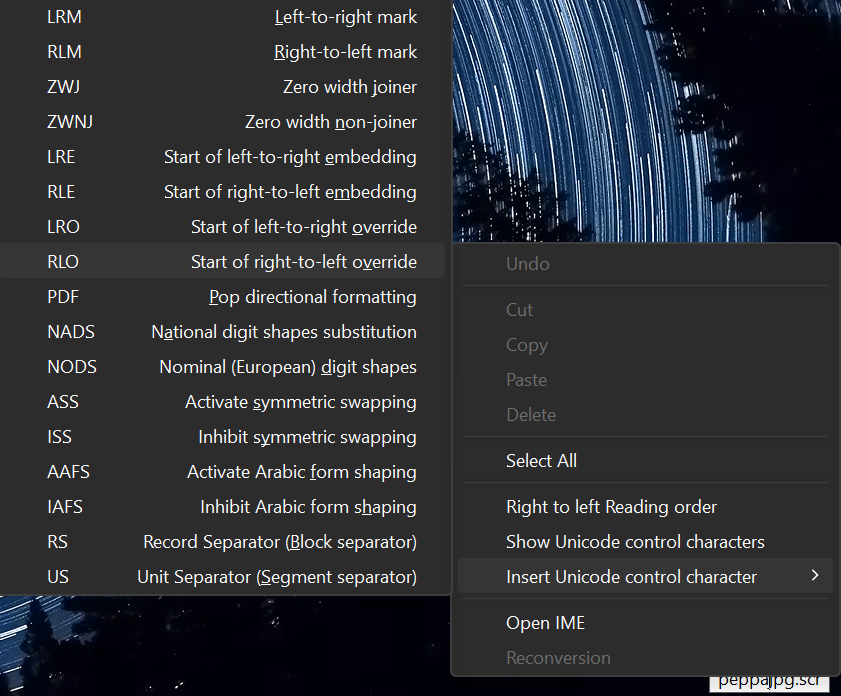 LRM Left-to-right mark
RLM Right-to-left mark
ZWJ Zero width joiner
ZWNJ Zero width non-joiner
LRE Start of left-to-right embedding
RLE Start of right-to-left embedding
LRO Start of left-to-right override
RLO Start of right-to-left override
PDF Pop directional formatting
NADS National digit shapes substitution
NODS Nominal (European) digit shapes
ASS Activate symmetric swapping
ISS Inhibit symmetric swapping
AAFS Activate Arabic form shaping
IAFS Inhibit Arabic form shaping
RS Record Separator (Block separator)
US Unit Separator (Segment separator)
Undo
Cut
Copy
Paste
Delete
Select All
Right to left Reading order
Show Unicode control characters
Insert Unicode control character
Open IME
Reconversion
peppajpg.scr